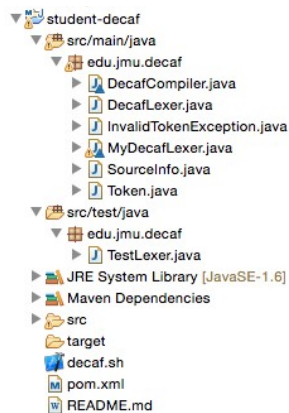 student-decaf
src/main/java
edu.jmu.decaf
DecafCompiler.java
DecafLexer.java
InvalidTokenException.java
MyDecafLexer.java
SourceInfo.java
Token.java
src/test/java
edu.jmu.decaf
TestLexer.java
JRE System Library [JavaSE-1.6]
Maven Dependencies
src
target
decaf.sh
pom.xml
README.md